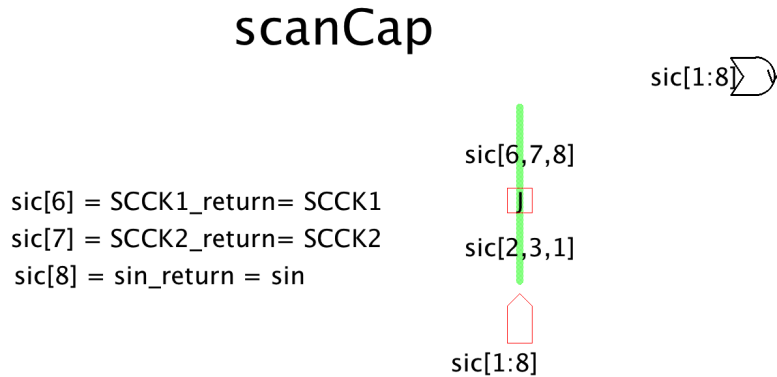 scanCap
sic[1:8]
sic[6,7,8]
sic[6] = SCCK1_return= SCCK1
J
sic[7] = SCCK2_return= SCCK2
sic[2,3,1]
sic[8] = sin_return = sin
sic[1:8]